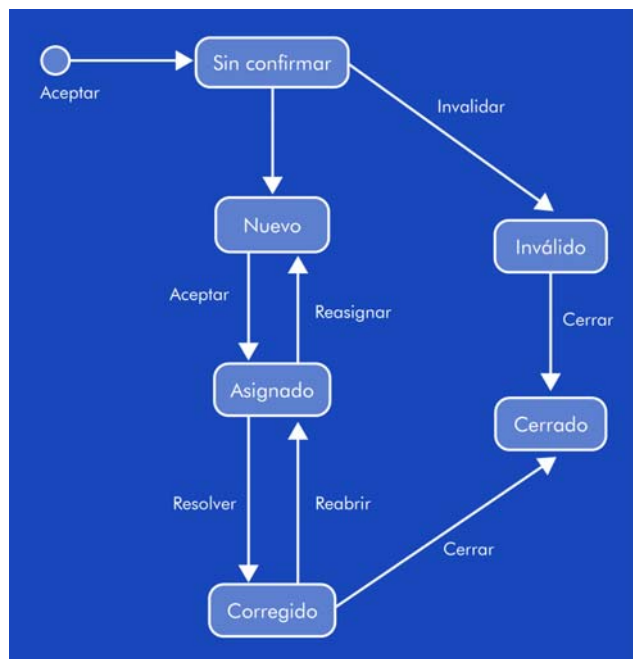 Sin confirmar
Aceptar
Invalidar
Nuevo
Inválido
Aceptar
Reasignar
Cerrar
Asignado
Cerrado
Resolver
Reabrir
Cerrar
Corregido